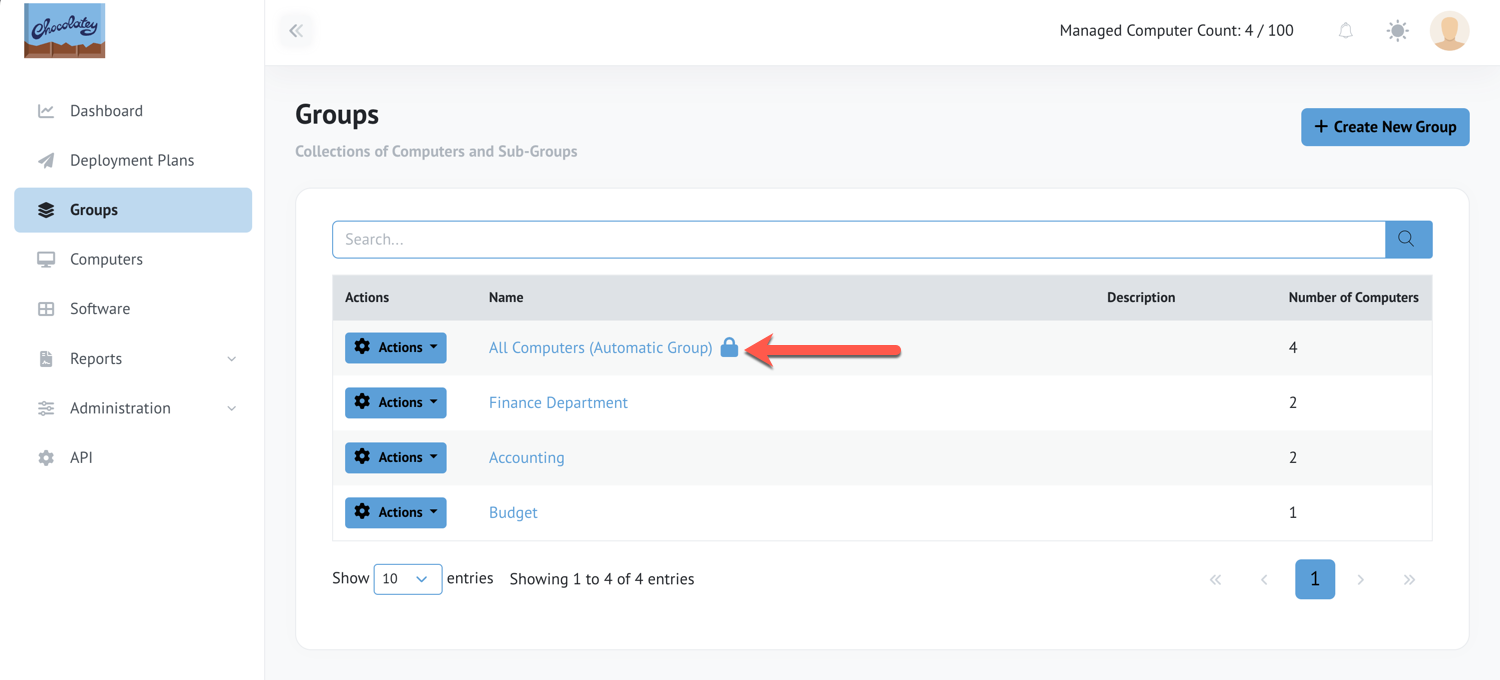 Chocolatey
Managed Computer Count: 4 / 100
Dashboard
Deployment Plans
Groups
Computers
Software
Reports
Administration
API
Groups
Collections of Computers and Sub-Groups
+ Create New Group
Search...
Actions Name Description Number of Computers
Actions All Computers (Automatic Group) 4
Actions Finance Department 2
Actions Accounting 2
Actions Budget 1
Show 10 entries Showing 1 to 4 of 4 entries « ‹ 1 › »